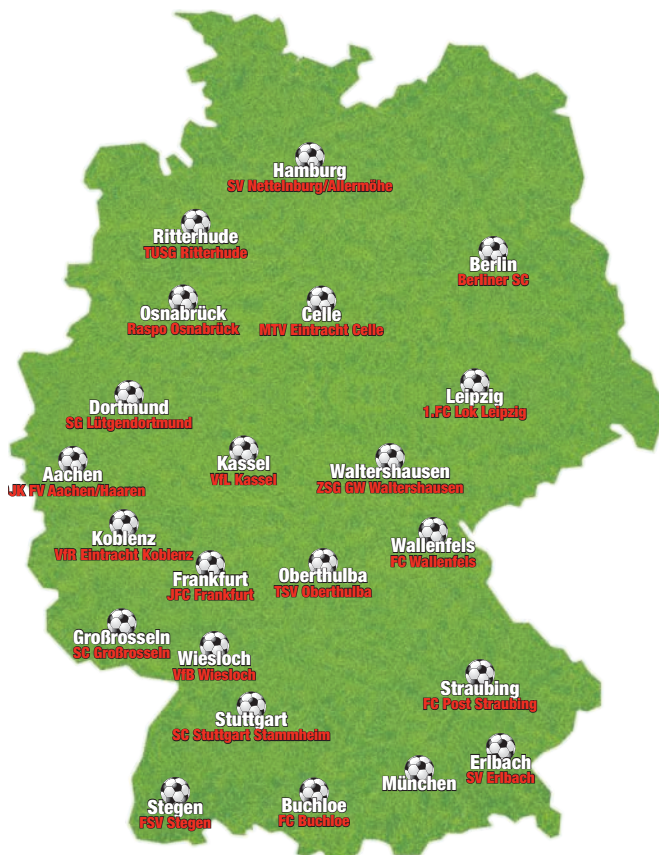 Hamburg
SV Nettelnburg/Allermöhe
Ritterhude
TUSG Ritterhude
Berlin
Berliner SC
Osnabrück
Raspo Osnabrück
Celle
MTV Eintracht Celle
Leipzig
1.FC Lok Leipzig
Dortmund
SG Lütgendortmund
Kassel
VfL Kassel
Waltershausen
ZSG GW Waltershausen
Aachen
JK FV Aachen/Haaren
Koblenz
VfR Eintracht Koblenz
Wallenfels
FC Wallenfels
Frankfurt
JFC Frankfurt
Oberthulba
TSV Oberthulba
Großrosseln
SC Großrosseln
Wiesloch
VfB Wiesloch
Straubing
FC Post Straubing
Stuttgart
SC Stuttgart Stammheim
Erlbach
SV Erlbach
München
Stegen
FSV Stegen
Buchloe
FC Buchloe